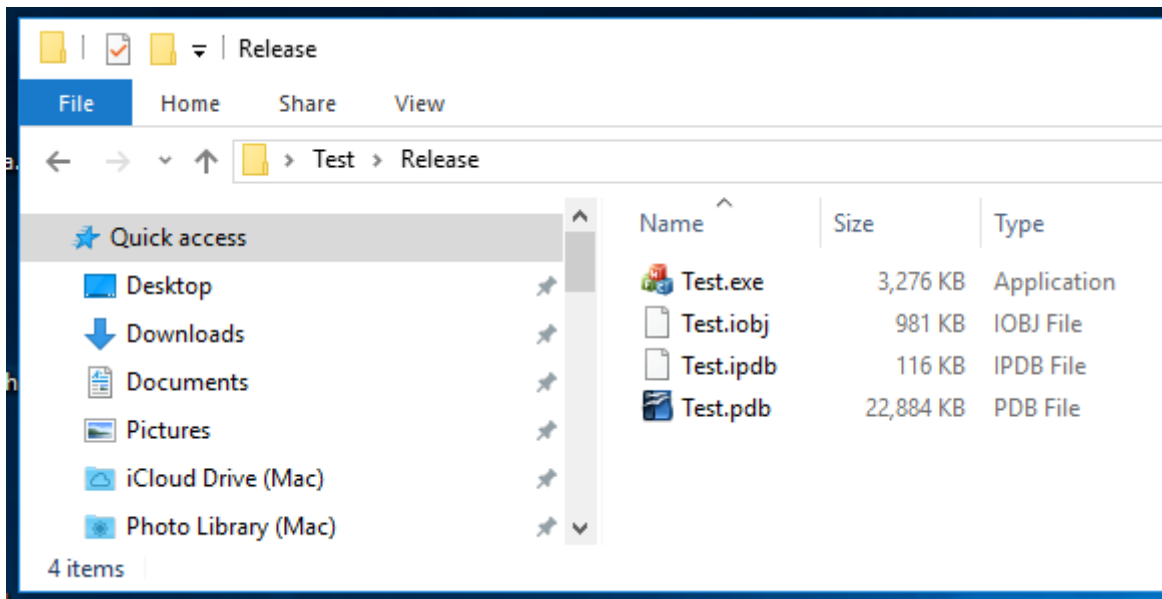 Release
File Home Share View
Test Release
Name Size Type
Quick access
Desktop
Downloads
Documents
Pictures
iCloud Drive (Mac)
Photo Library (Mac)
Test.exe 3,276 KB Application
Test.iobj 981 KB IOBJ File
Test.ipdb 116 KB IPDB File
Test.pdb 22,884 KB PDB File
4 items
a.
h